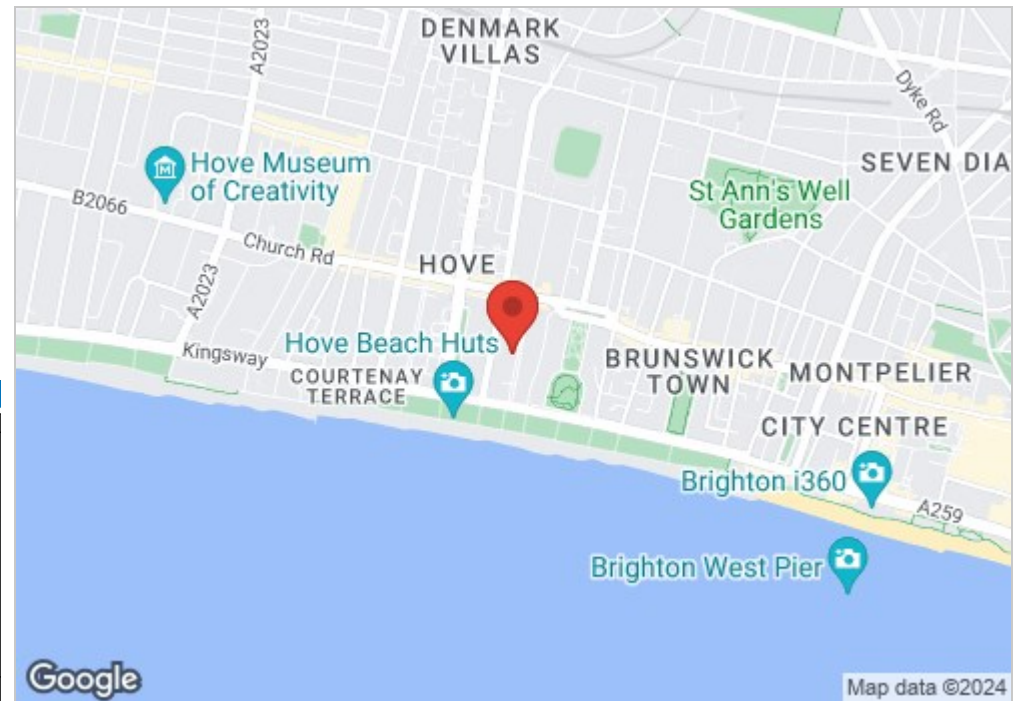 DENMARK
VILLAS
A2023
Dyke Rd
Hove Museum
of Creativity
SEVEN DIA
St Ann's Well
Gardens
B2066
Church Rd
HOVE
A2023
Kingsway
Hove Beach Huts
COURTENAY
TERRACE
BRUNSWICK
TOWN
MONTPELIER
CITY CENTRE
Brighton i360
A259
Brighton West Pier
Google
Map data ©2024